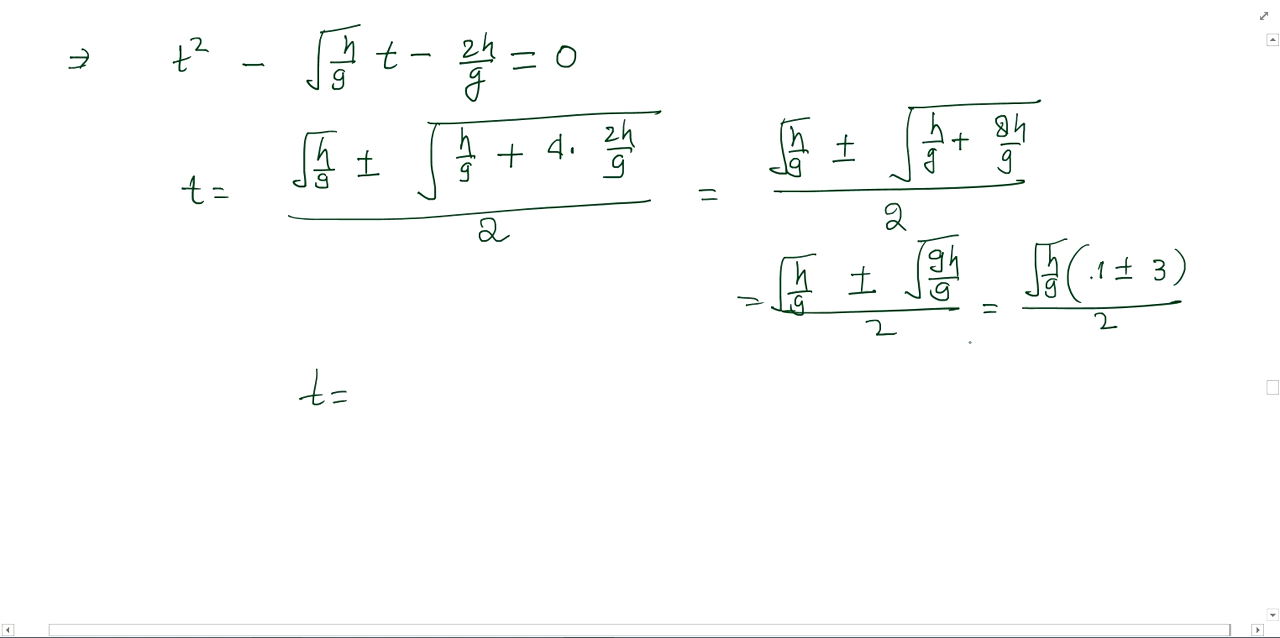 ⇒ t² - √(h/g) t - 2h/g = 0
t = (√(h/g) ± √(h/g + 4. 2h/g))/2 = (√(h/g) ± √(h/g + 8h/g))/2
= (√(h/g) ± √(9h/g))/2 = √(h/g)(1 ± 3)/2
t =